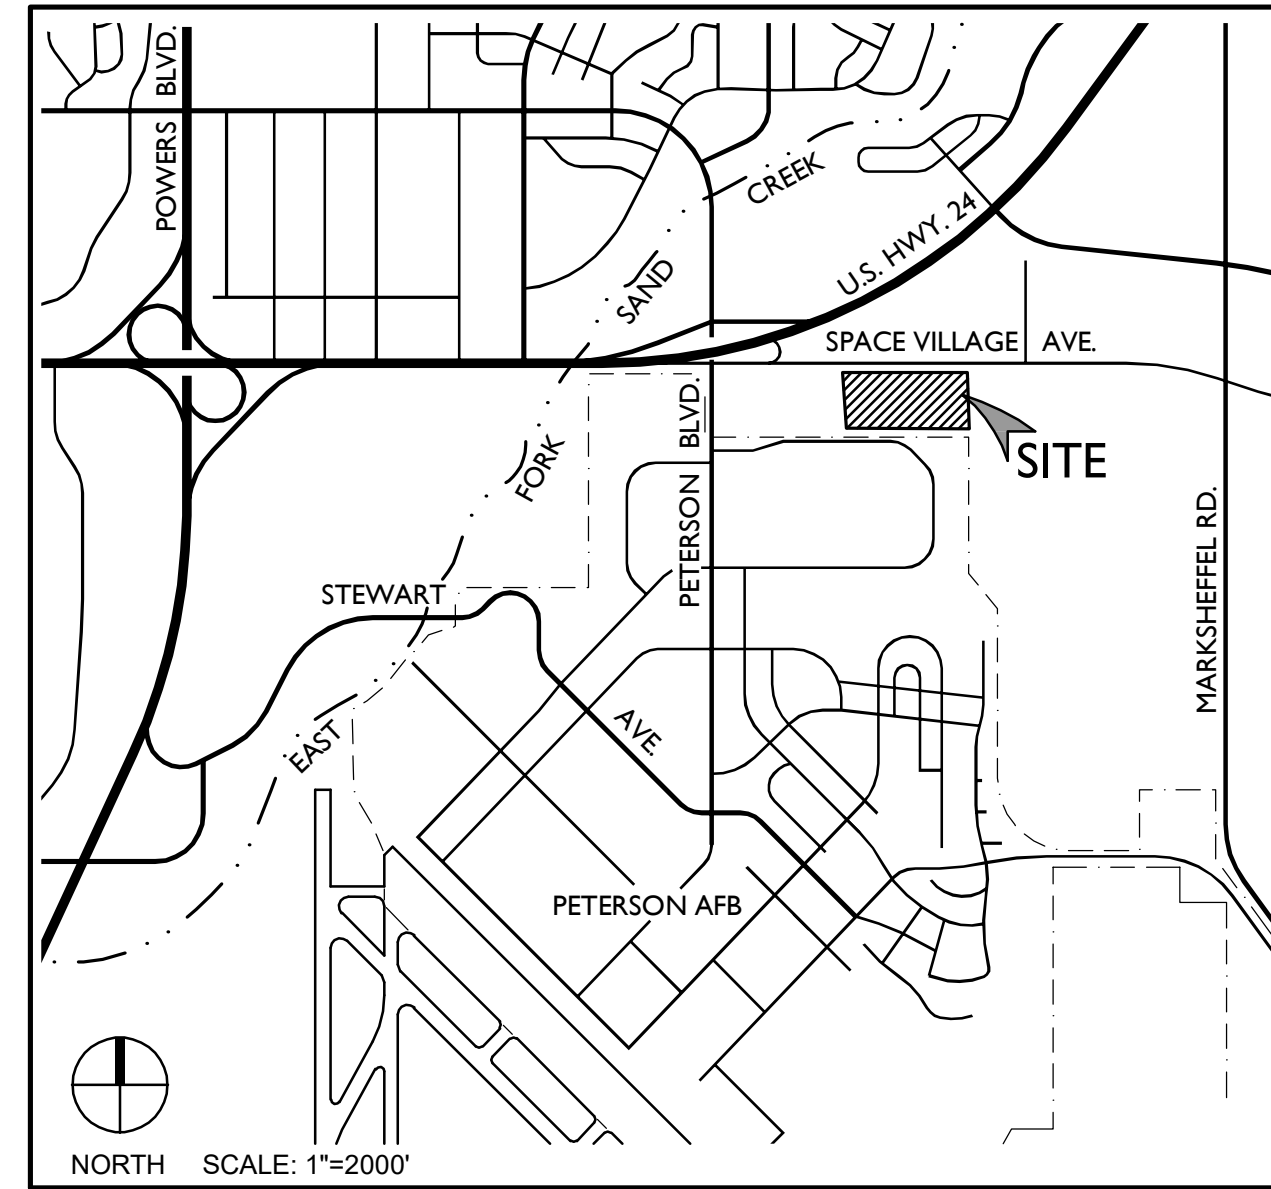 POWERS BLVD.
CREEK
U.S. HWY. 24
SAND
SPACE VILLAGE AVE.
PETERSON BLVD.
FORK
SITE
MARKSHEFFEL RD.
STEWART
AVE.
EAST
PETERSON AFB
NORTH SCALE: 1"=2000'